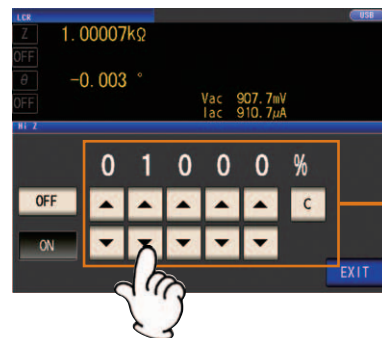 LCR USB
Z 1.00007kΩ
OFF
θ -0.003 °
OFF Vac 907.7mV
Iac 910.7μA
Hi Z
0 1 0 0 0 %
OFF C
ON
EXIT